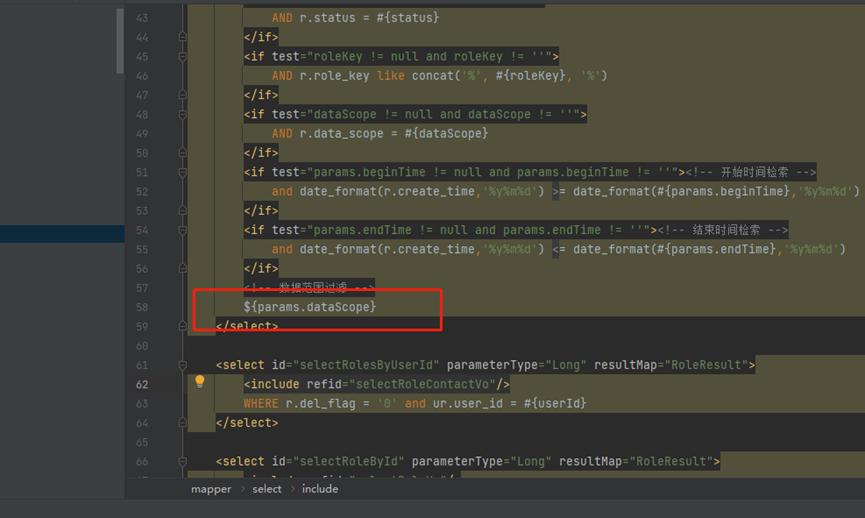 43 AND r.status = #{status}
44 </if>
45 <if test="roleKey != null and roleKey != ''">
46 AND r.role_key like concat('%', #{roleKey}, '%')
47 </if>
48 <if test="dataScope != null and dataScope != ''">
49 AND r.data_scope = #{dataScope}
50 </if>
51 <if test="params.beginTime != null and params.beginTime != ''"><!-- 开始时间检索 -->
52 and date_format(r.create_time,'%y%m%d') >= date_format(#{params.beginTime},'%y%m%d')
53 </if>
54 <if test="params.endTime != null and params.endTime != ''"><!-- 结束时间检索 -->
55 and date_format(r.create_time,'%y%m%d') <= date_format(#{params.endTime},'%y%m%d')
56 </if>
57 <!-- 数据范围过滤 -->
58 ${params.dataScope}
59 </select>
60
61 <select id="selectRolesByUserId" parameterType="Long" resultMap="RoleResult">
62 <include refid="selectRoleContactVo"/>
63 WHERE r.del_flag = '0' and ur.user_id = #{userId}
64 </select>
65
66 <select id="selectRoleById" parameterType="Long" resultMap="RoleResult">
mapper > select > include